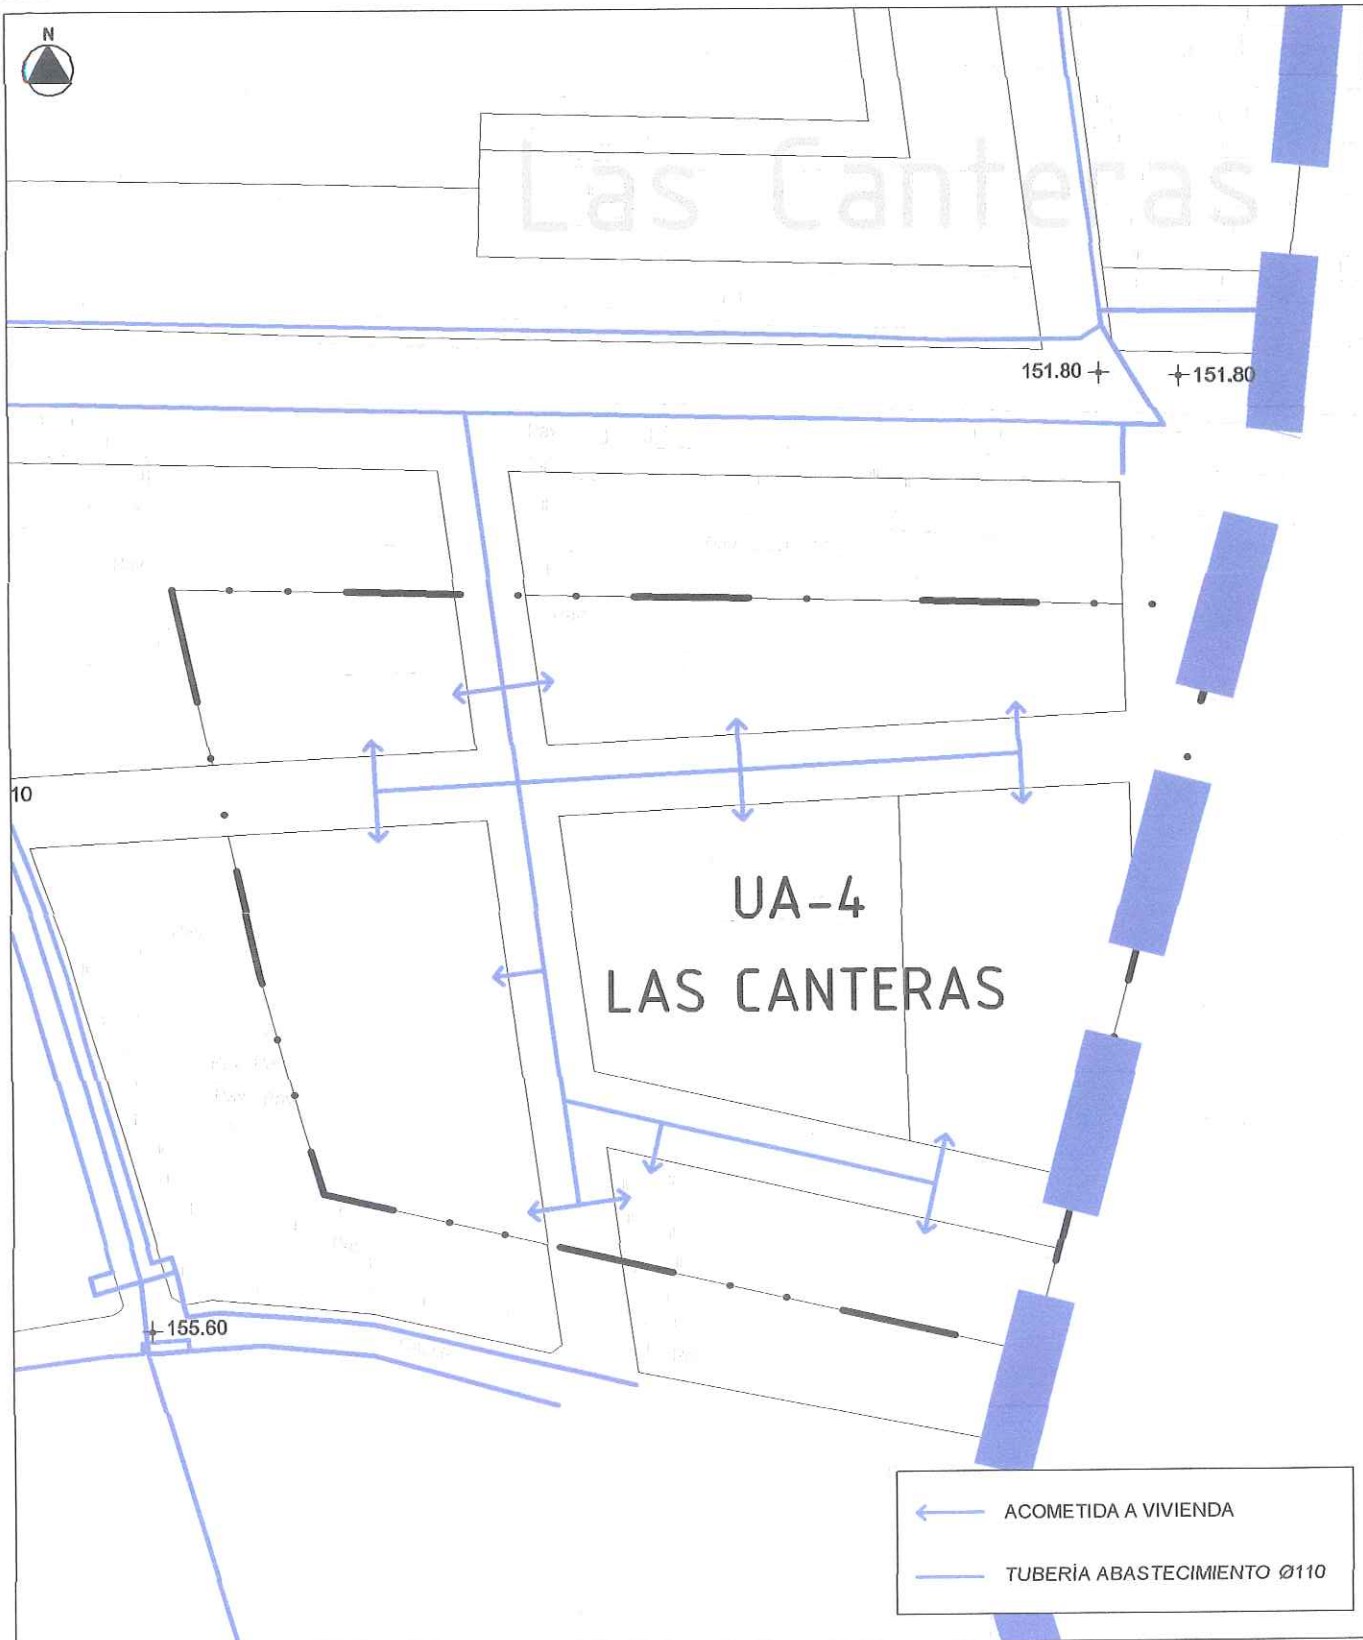 N
Las Canteras
151.80
151.80
10
UA-4
LAS CANTERAS
155.60
ACOMETIDA A VIVIENDA
TUBERÍA ABASTECIMIENTO Ø110